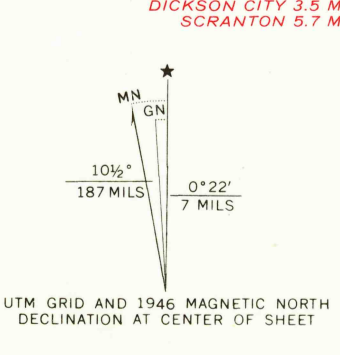 DICKSON CITY 3.5 M
SCRANTON 5.7 M
★
MN
GN
10½°
187 MILS
0°22′
7 MILS
UTM GRID AND 1946 MAGNETIC NORTH
DECLINATION AT CENTER OF SHEET